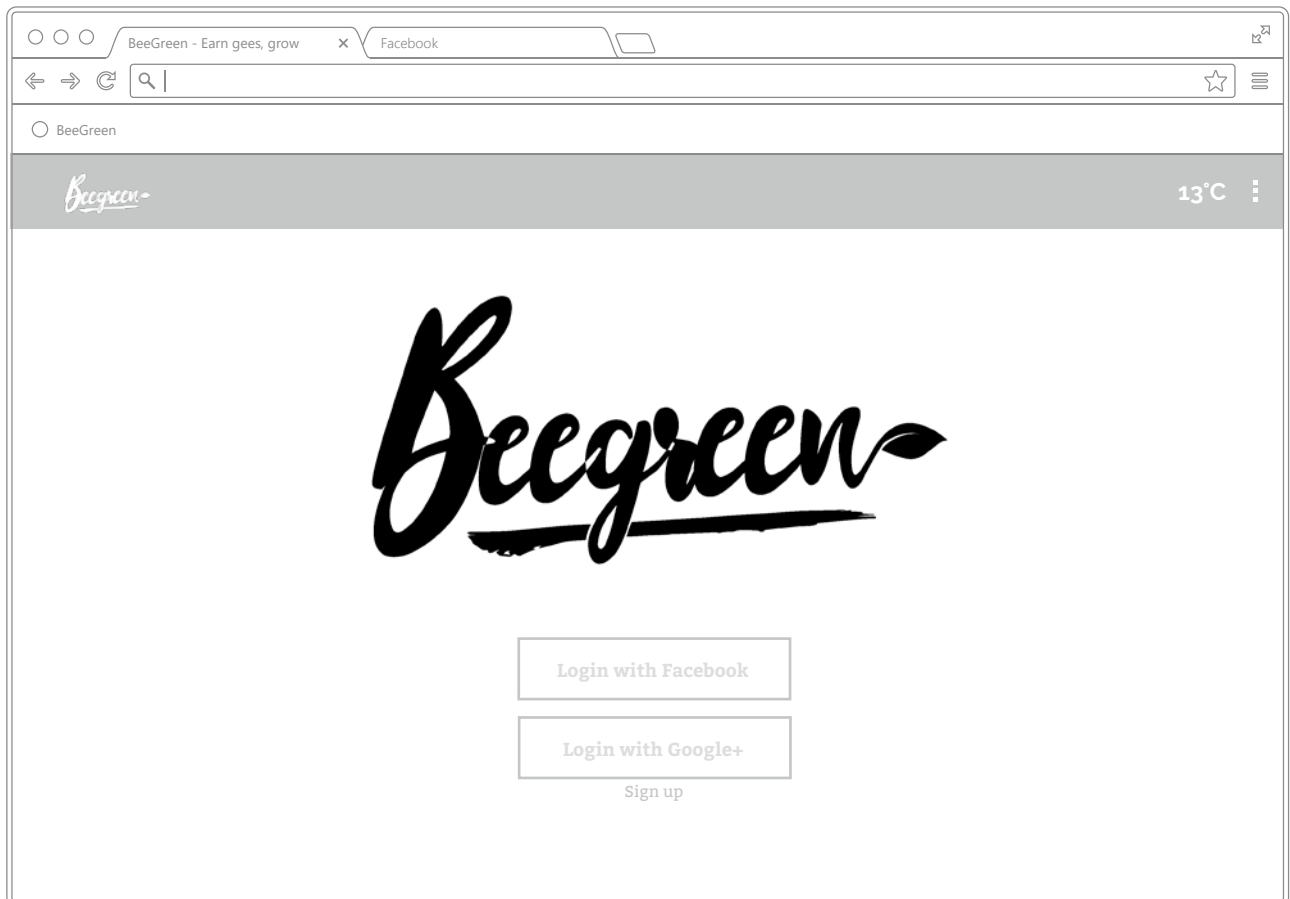 BeeGreen - Earn gees, grow
Facebook
BeeGreen
Beegreen
13°C
Beegreen
Login with Facebook
Login with Google+
Sign up